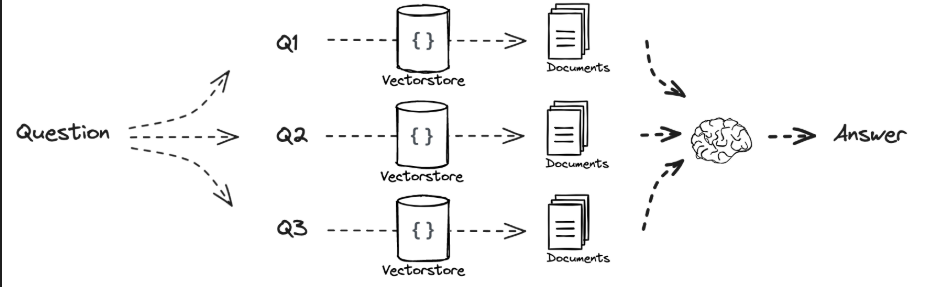 Q1
{ }
Vectorstore
Documents
Question
Q2
{ }
Vectorstore
Documents
Answer
Q3
{ }
Vectorstore
Documents